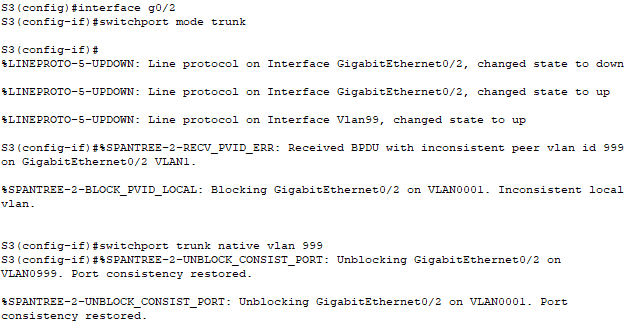 S3(config)#interface g0/2
S3(config-if)#switchport mode trunk
S3(config-if)#
%LINEPROTO-5-UPDOWN: Line protocol on Interface GigabitEthernet0/2, changed state to down
%LINEPROTO-5-UPDOWN: Line protocol on Interface GigabitEthernet0/2, changed state to up
%LINEPROTO-5-UPDOWN: Line protocol on Interface Vlan99, changed state to up
S3(config-if)#%SPANTREE-2-RECV_PVID_ERR: Received BPDU with inconsistent peer vlan id 999
on GigabitEthernet0/2 VLAN1.
%SPANTREE-2-BLOCK_PVID_LOCAL: Blocking GigabitEthernet0/2 on VLAN0001. Inconsistent local
vlan.
S3(config-if)#switchport trunk native vlan 999
S3(config-if)#%SPANTREE-2-UNBLOCK_CONSIST_PORT: Unblocking GigabitEthernet0/2 on
VLAN0999. Port consistency restored.
%SPANTREE-2-UNBLOCK_CONSIST_PORT: Unblocking GigabitEthernet0/2 on VLAN0001. Port
consistency restored.